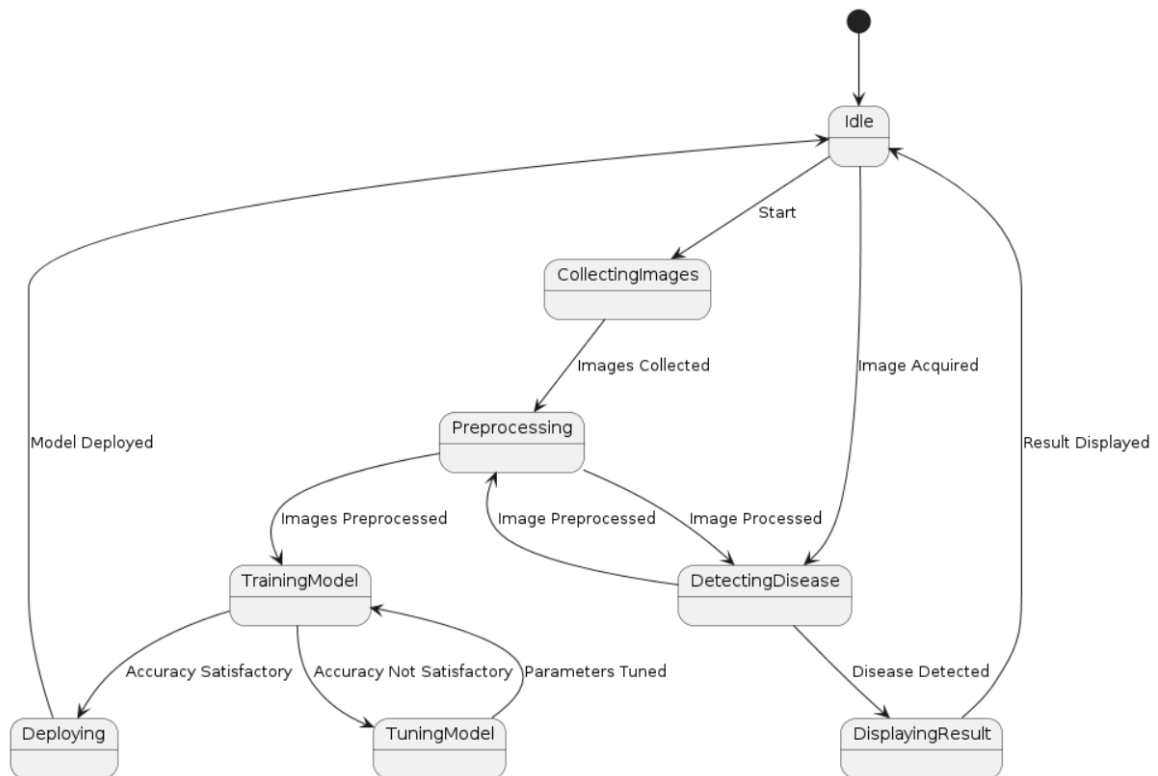 Idle
Start
CollectingImages
Images Collected
Image Acquired
Preprocessing
Model Deployed
Result Displayed
Images Preprocessed
Image Preprocessed
Image Processed
TrainingModel
DetectingDisease
Accuracy Satisfactory
Accuracy Not Satisfactory
Parameters Tuned
Disease Detected
Deploying
TuningModel
DisplayingResult